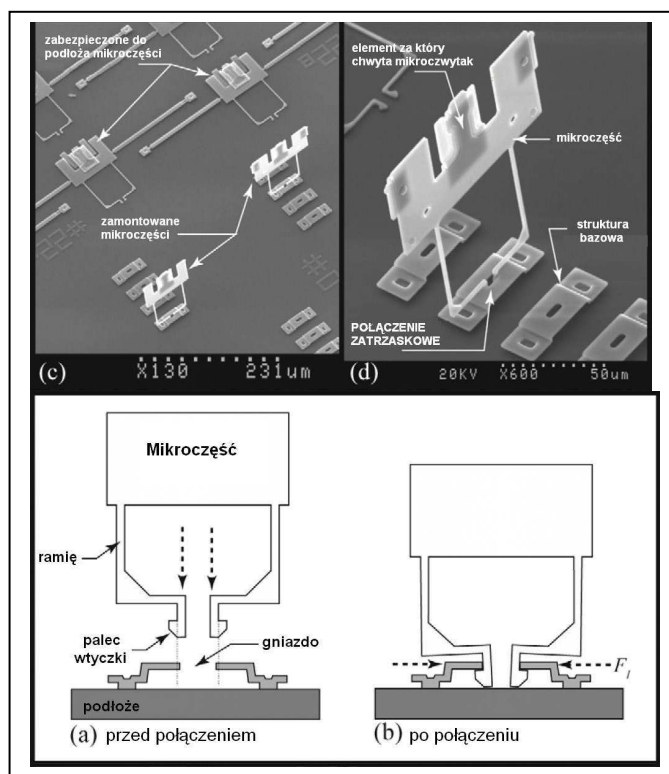 zabezpieczone do
podłoża mikroczęści
zamontowane
mikroczęści
(c)
X130
231um
element za który
chwyta mikroczwytak
mikroczęść
struktura
bazowa
POŁĄCZENIE
ZATRZASKOWE
(d)
20KV
X600
50um
Mikroczęść
ramię
palec
wtyczki
gniazdo
podłoże
(a) przed połączeniem
F_l
(b) po połączeniu